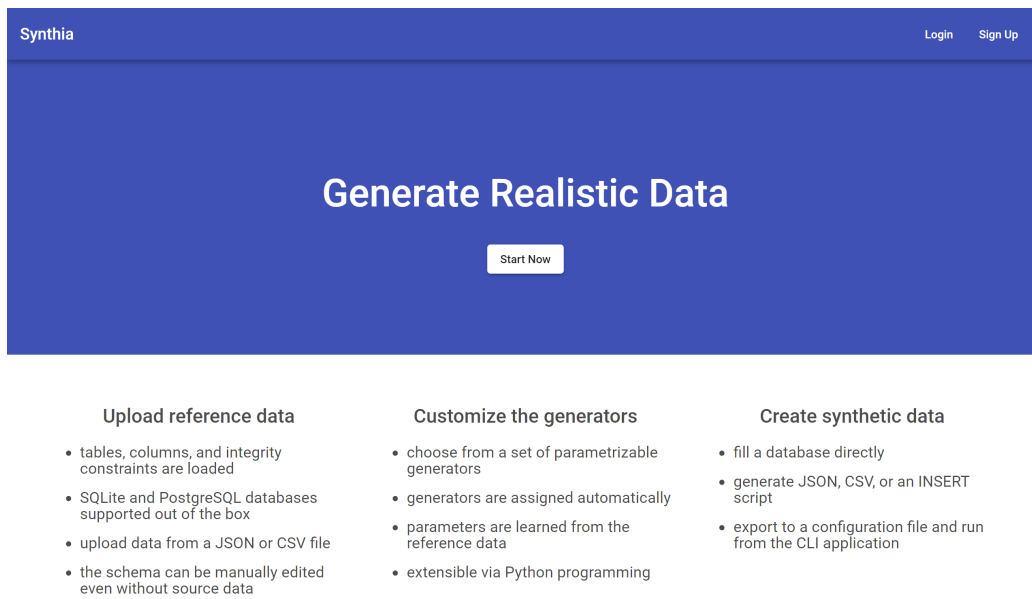 Synthia
Login
Sign Up
Generate Realistic Data
Start Now
Upload reference data
tables, columns, and integrity
constraints are loaded
SQLite and PostgreSQL databases
supported out of the box
upload data from a JSON or CSV file
the schema can be manually edited
even without source data
Customize the generators
choose from a set of parametrizable
generators
generators are assigned automatically
parameters are learned from the
reference data
extensible via Python programming
Create synthetic data
fill a database directly
generate JSON, CSV, or an INSERT
script
export to a configuration file and run
from the CLI application